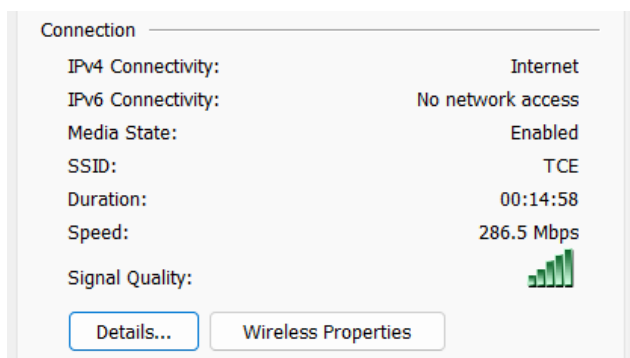 Connection
IPv4 Connectivity: Internet
IPv6 Connectivity: No network access
Media State: Enabled
SSID: TCE
Duration: 00:14:58
Speed: 286.5 Mbps
Signal Quality:
Details... Wireless Properties